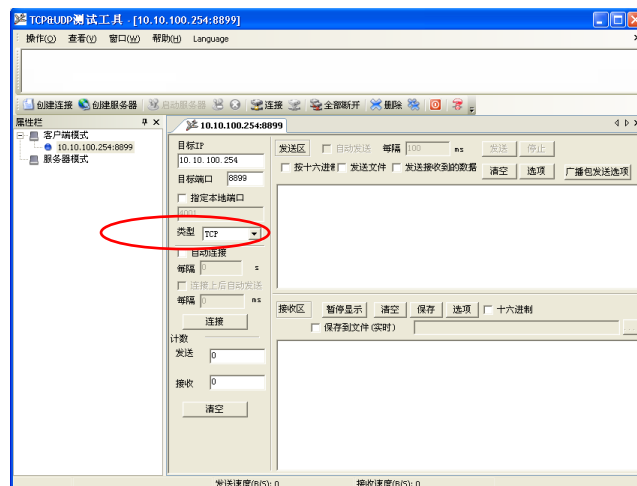 TCP&UDP测试工具 - [10.10.100.254:8899]
操作(O) 查看(V) 窗口(W) 帮助(H) Language
创建连接 创建服务器 启动服务器 连接 全部断开 删除
属性栏
客户端模式
10.10.100.254:8899
服务器模式
10.10.100.254:8899
目标IP
10.10.100.254
目标端口 8899
指定本地端口
4001
类型 TCP
自动连接
每隔 0 s
连接上后自动发送
每隔 0 ms
连接
计数
发送 0
接收 0
清空
发送区 自动发送 每隔 100 ms 发送 停止
按十六进制 发送文件 发送接收到的数据 清空 选项 广播包发送选项
接收区 暂停显示 清空 保存 选项 十六进制
保存到文件(实时)
发送速度(B/S): 0 接收速度(B/S): 0